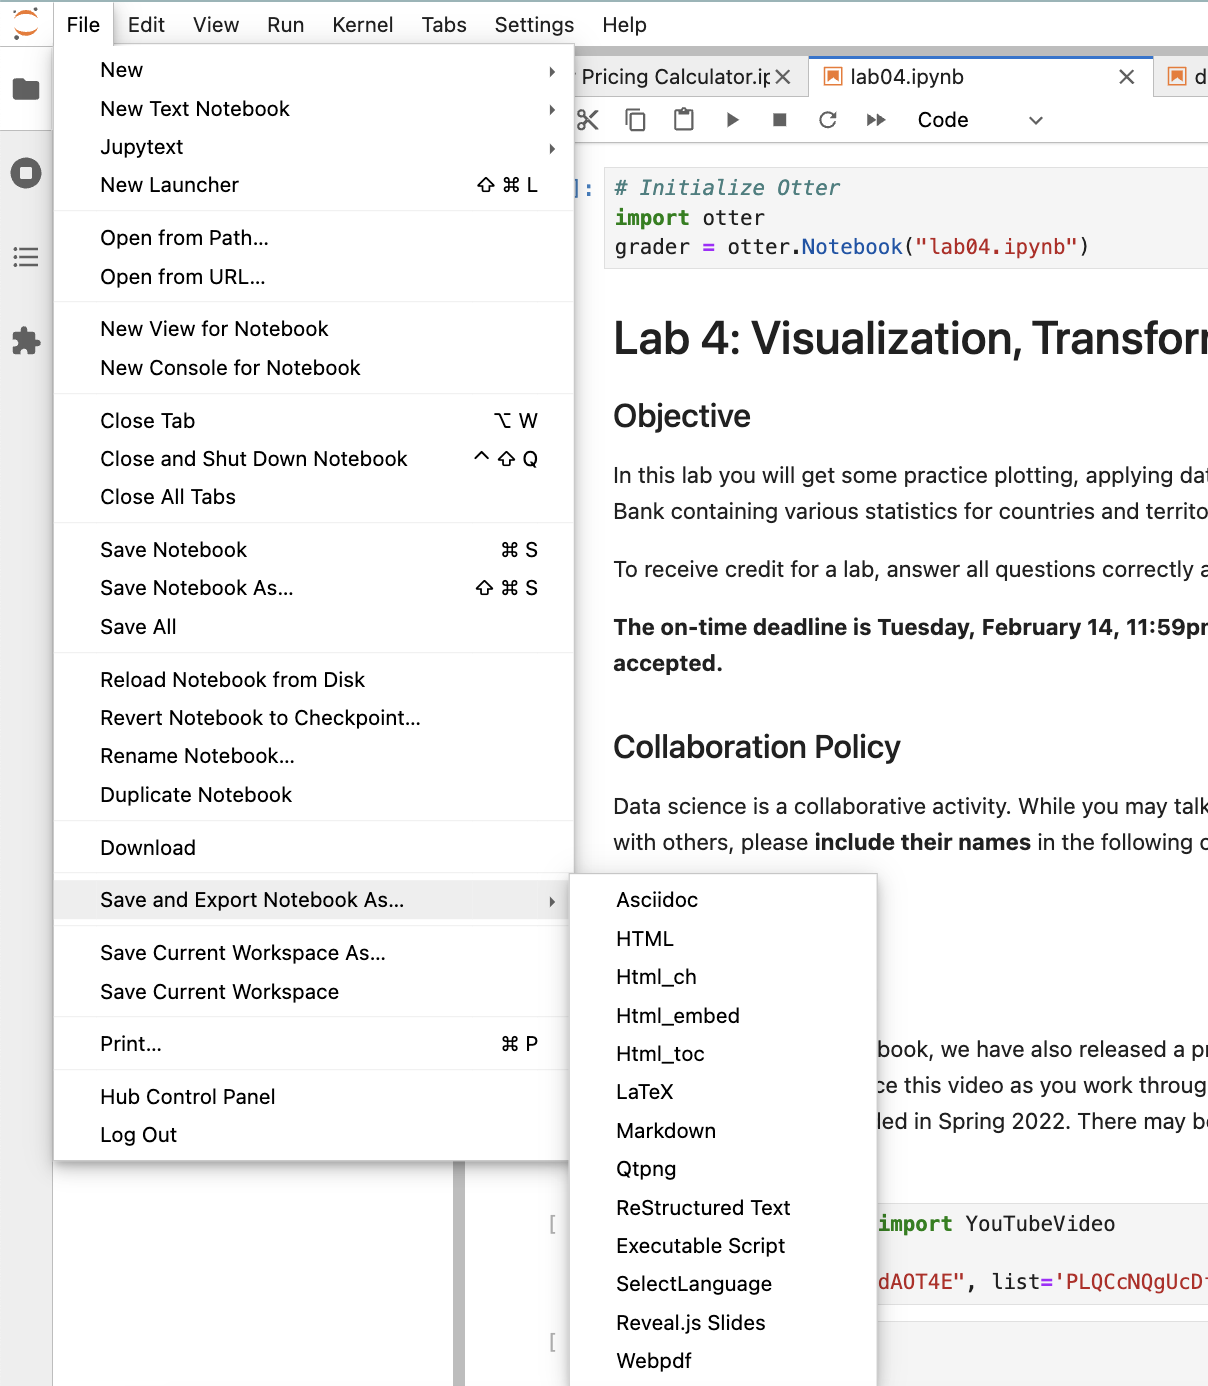 File Edit View Run Kernel Tabs Settings Help
New
New Text Notebook
Jupytext
New Launcher ⇧ ⌘ L
Open from Path...
Open from URL...
New View for Notebook
New Console for Notebook
Close Tab ⌥ W
Close and Shut Down Notebook ^ ⇧ Q
Close All Tabs
Save Notebook ⌘ S
Save Notebook As... ⇧ ⌘ S
Save All
Reload Notebook from Disk
Revert Notebook to Checkpoint...
Rename Notebook...
Duplicate Notebook
Download
Save and Export Notebook As...
Save Current Workspace As...
Save Current Workspace
Print... ⌘ P
Hub Control Panel
Log Out
Asciidoc
HTML
Html_ch
Html_embed
Html_toc
LaTeX
Markdown
Qtpng
ReStructured Text
Executable Script
SelectLanguage
Reveal.js Slides
Webpdf
Pricing Calculator.ip lab04.ipynb d
Code
]: # Initialize Otter
import otter
grader = otter.Notebook("lab04.ipynb")
Lab 4: Visualization, Transfor
Objective
In this lab you will get some practice plotting, applying dat
Bank containing various statistics for countries and territo
To receive credit for a lab, answer all questions correctly a
The on-time deadline is Tuesday, February 14, 11:59pm
accepted.
Collaboration Policy
Data science is a collaborative activity. While you may talk
with others, please include their names in the following c
book, we have also released a pr
ce this video as you work throug
led in Spring 2022. There may be
[ import YouTubeVideo
dAOT4E", list='PLQCcNQgUcD
[